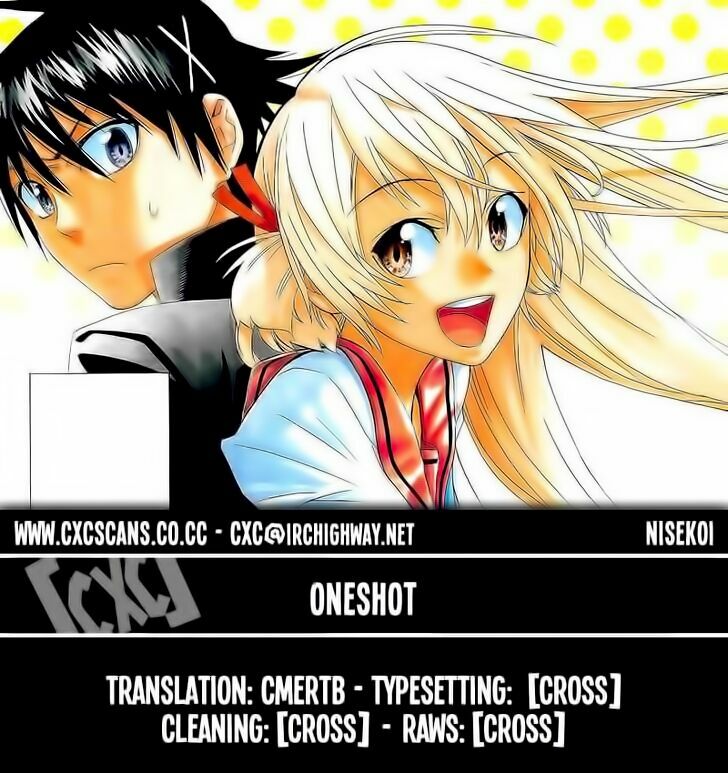 WWW.CXCSCANS.CO.CC - CXC@IRCHIGHWAY.NET NISEKOI
[CXC]
ONESHOT
TRANSLATION: CMERTB - TYPESETTING: [CROSS]
CLEANING: [CROSS] - RAWS: [CROSS]